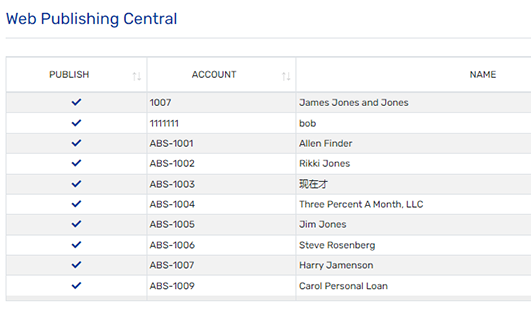 Web Publishing Central
PUBLISH ACCOUNT NAME
1007 James Jones and Jones
1111111 bob
ABS-1001 Allen Finder
ABS-1002 Rikki Jones
ABS-1003 现在才
ABS-1004 Three Percent A Month, LLC
ABS-1005 Jim Jones
ABS-1006 Steve Rosenberg
ABS-1007 Harry Jamenson
ABS-1009 Carol Personal Loan